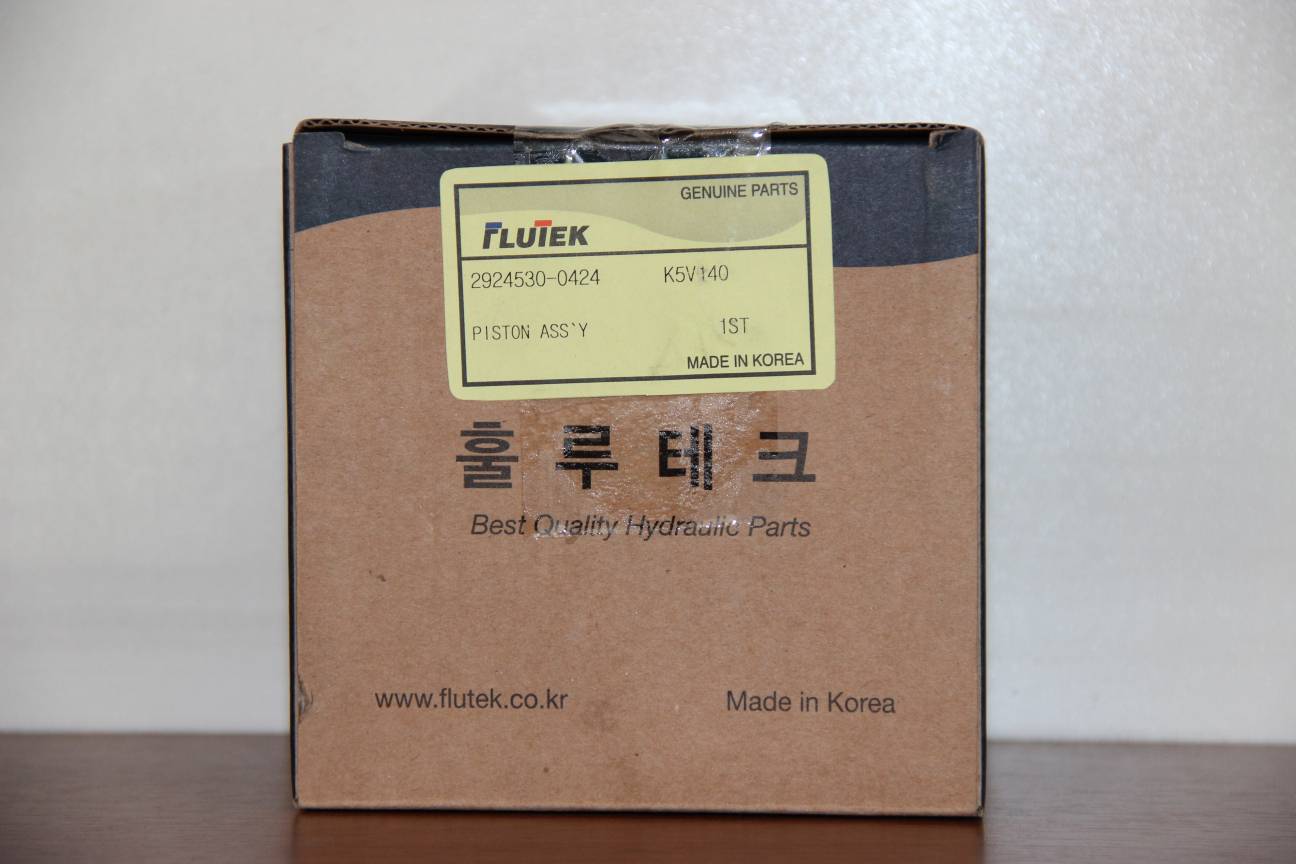 GENUINE PARTS
FLUTEK
2924530-0424 K5V140
PISTON ASS`Y 1ST
MADE IN KOREA
훌루테크
Best Quality Hydraulic Parts
www.flutek.co.kr Made in Korea